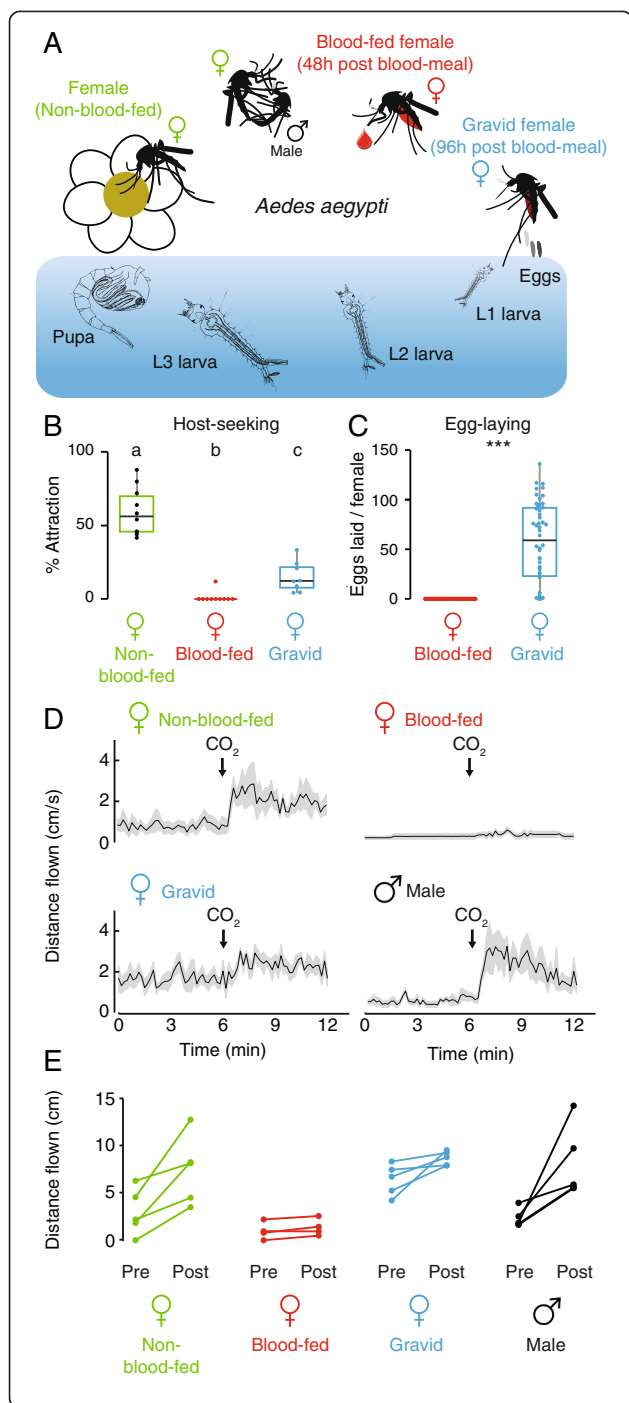 A
Female
(Non-blood-fed)
♀
♀
♂
Male
Blood-fed female
(48h post blood-meal)
♀
Gravid female
(96h post blood-meal)
♀
Aedes aegypti
Eggs
L1 larva
L2 larva
L3 larva
Pupa
B
Host-seeking
% Attraction
100
50
0
a
b
c
♀
♀
♀
Non-
blood-fed
Blood-fed
Gravid
C
Egg-laying
***
Eggs laid / female
150
100
50
0
♀
♀
Blood-fed
Gravid
D
Distance flown (cm/s)
♀ Non-blood-fed
CO2
4
2
0
♀ Blood-fed
CO2
♀ Gravid
CO2
4
2
0
0 3 6 9 12
Time (min)
♂ Male
CO2
0 3 6 9 12
Time (min)
E
Distance flown (cm)
15
10
5
0
Pre Post Pre Post Pre Post Pre Post
♀ ♀ ♀ ♂
Non-
blood-fed
Blood-fed
Gravid
Male